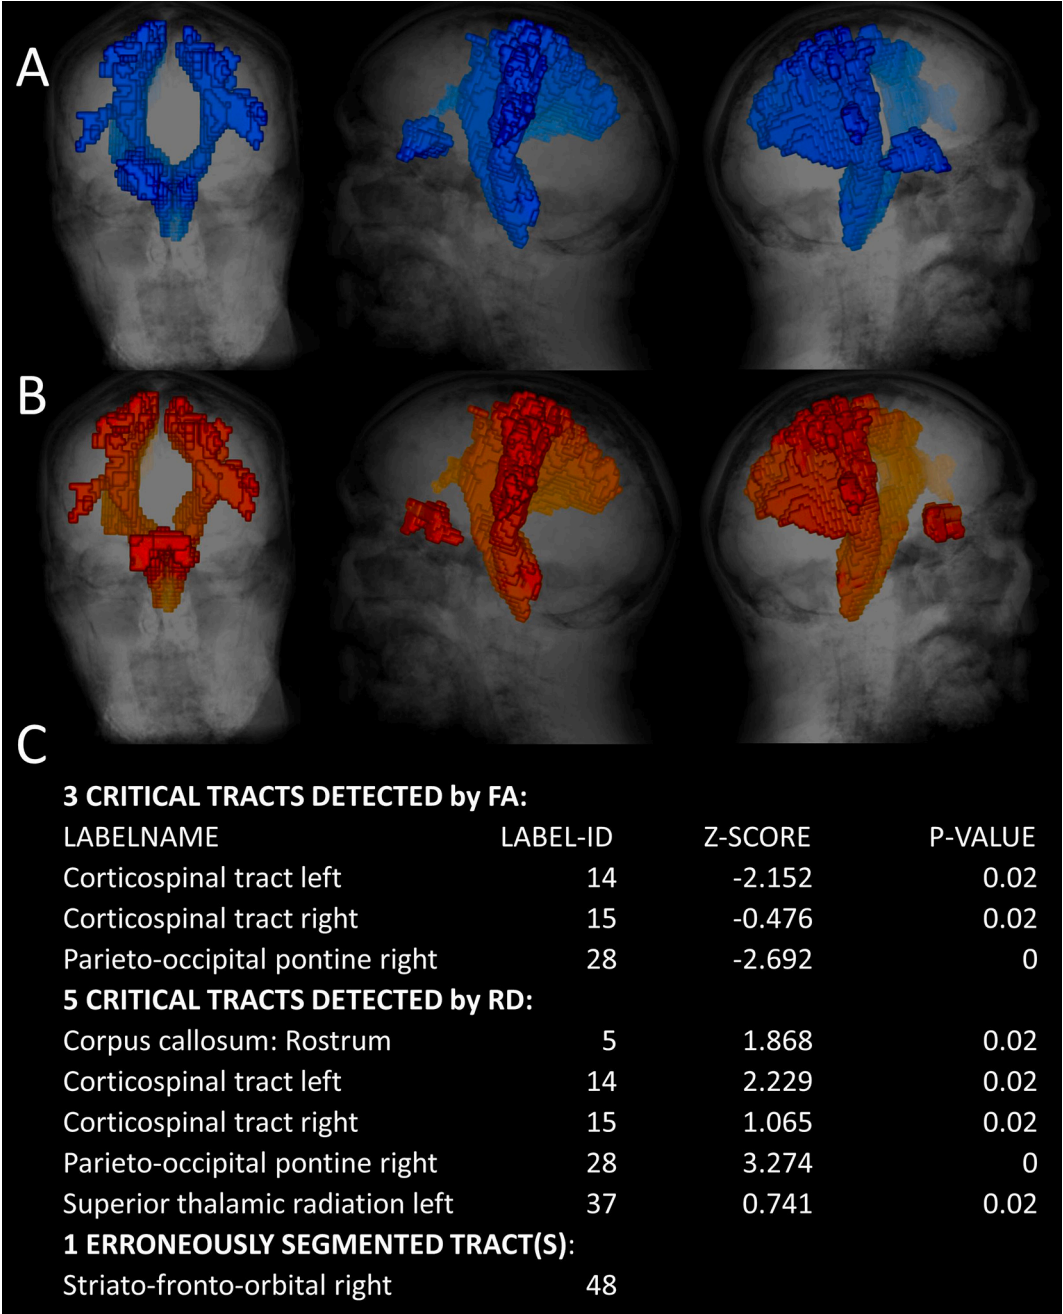 A
B
C
3 CRITICAL TRACTS DETECTED by FA:
LABELNAME LABEL-ID Z-SCORE P-VALUE
Corticospinal tract left 14 -2.152 0.02
Corticospinal tract right 15 -0.476 0.02
Parieto-occipital pontine right 28 -2.692 0
5 CRITICAL TRACTS DETECTED by RD:
Corpus callosum: Rostrum 5 1.868 0.02
Corticospinal tract left 14 2.229 0.02
Corticospinal tract right 15 1.065 0.02
Parieto-occipital pontine right 28 3.274 0
Superior thalamic radiation left 37 0.741 0.02
1 ERRONEOUSLY SEGMENTED TRACT(S):
Striato-fronto-orbital right 48